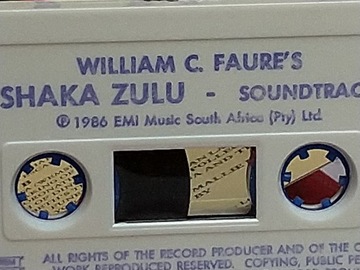 WILLIAM C. FAURE'S
SHAKA ZULU - SOUNDTRAC
℗ 1986 EMI Music South Africa (Pty) Ltd
ALL RIGHTS OF THE RECORD PRODUCER AND OF THE O
WORK REPRODUCED RESERVED. COPYING, PUBLIC PE